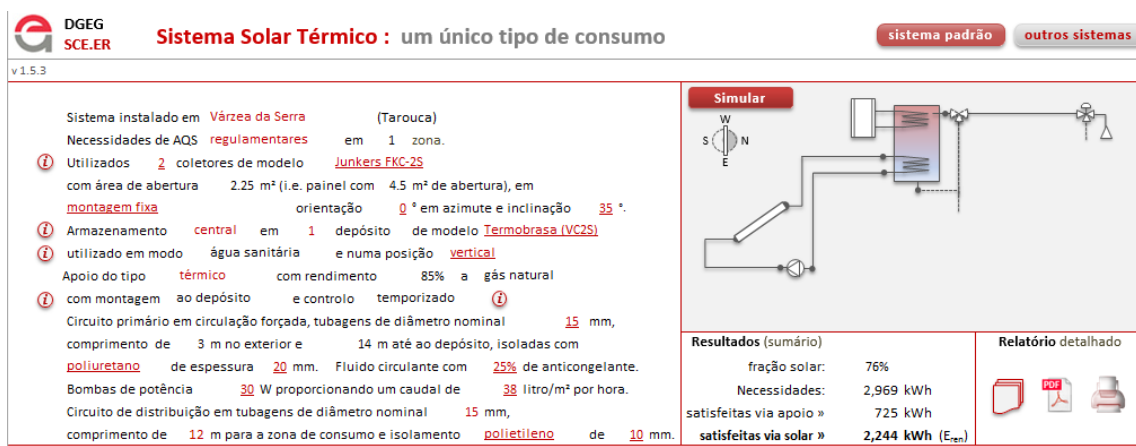 DGEG
SCE.ER
Sistema Solar Térmico : um único tipo de consumo
sistema padrão
outros sistemas
v 1.5.3
Sistema instalado em Várzea da Serra (Tarouca)
Necessidades de AQS regulamentares em 1 zona.
Utilizados 2 coletores de modelo Junkers FKC-2S
com área de abertura 2.25 m² (i.e. painel com 4.5 m² de abertura), em
montagem fixa orientação 0 ° em azimute e inclinação 35 °.
Armazenamento central em 1 depósito de modelo Termobrasa (VC2S)
utilizado em modo água sanitária e numa posição vertical
Apoio do tipo térmico com rendimento 85% a gás natural
com montagem ao depósito e controlo temporizado
Circuito primário em circulação forçada, tubagens de diâmetro nominal 15 mm,
comprimento de 3 m no exterior e 14 m até ao depósito, isoladas com
poliuretano de espessura 20 mm. Fluido circulante com 25% de anticongelante.
Bombas de potência 30 W proporcionando um caudal de 38 litro/m² por hora.
Circuito de distribuição em tubagens de diâmetro nominal 15 mm,
comprimento de 12 m para a zona de consumo e isolamento polietileno de 10 mm.
Simular
W
S N
E
Resultados (sumário)
fração solar: 76%
Necessidades: 2,969 kWh
satisfeitas via apoio » 725 kWh
satisfeitas via solar » 2,244 kWh (Eren)
Relatório detalhado
PDF